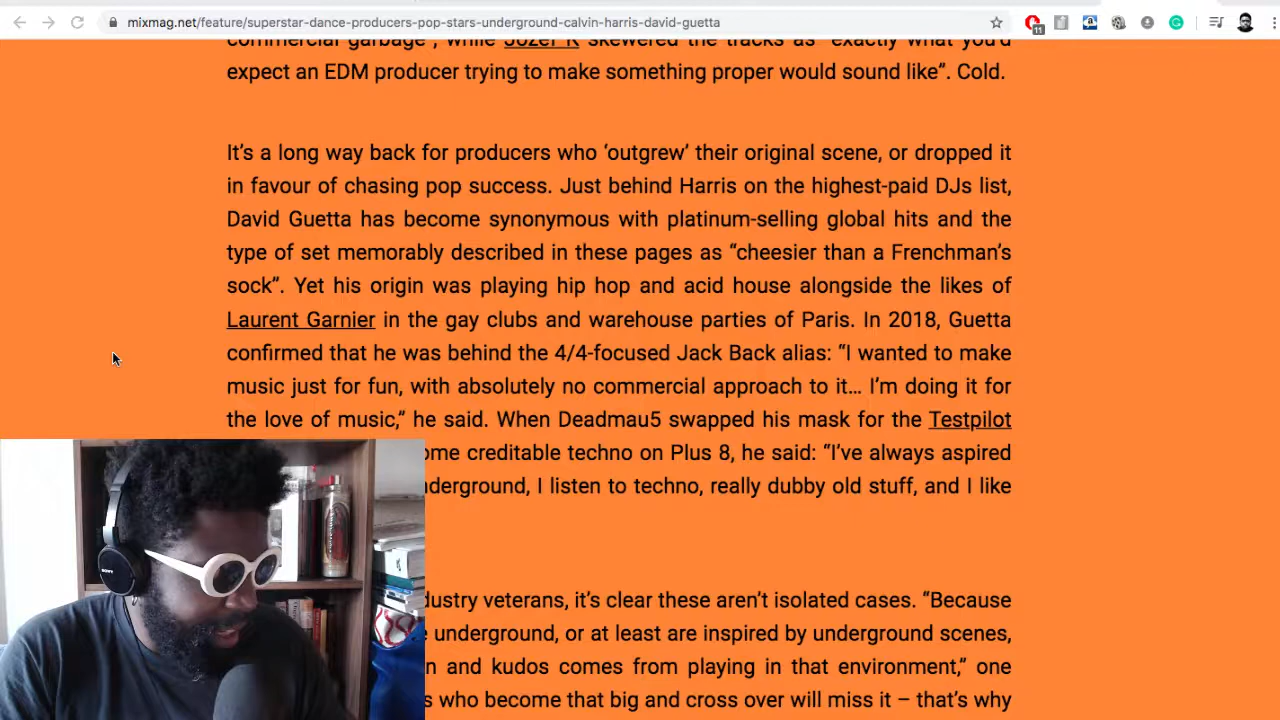 mixmag.net/feature/superstar-dance-producers-pop-stars-underground-calvin-harris-david-guetta
11
commercial garbage", while Jozef K skewered the tracks as "exactly what you'd
expect an EDM producer trying to make something proper would sound like”. Cold.
It’s a long way back for producers who ‘outgrew’ their original scene, or dropped it
in favour of chasing pop success. Just behind Harris on the highest-paid DJs list,
David Guetta has become synonymous with platinum-selling global hits and the
type of set memorably described in these pages as “cheesier than a Frenchman’s
sock”. Yet his origin was playing hip hop and acid house alongside the likes of
Laurent Garnier in the gay clubs and warehouse parties of Paris. In 2018, Guetta
confirmed that he was behind the 4/4-focused Jack Back alias: “I wanted to make
music just for fun, with absolutely no commercial approach to it… I’m doing it for
the love of music,” he said. When Deadmau5 swapped his mask for the Testpilot
ome creditable techno on Plus 8, he said: “I’ve always aspired
derground, I listen to techno, really dubby old stuff, and I like
dustry veterans, it’s clear these aren’t isolated cases. “Because
underground, or at least are inspired by underground scenes,
n and kudos comes from playing in that environment,” one
s who become that big and cross over will miss it – that’s why
SONY